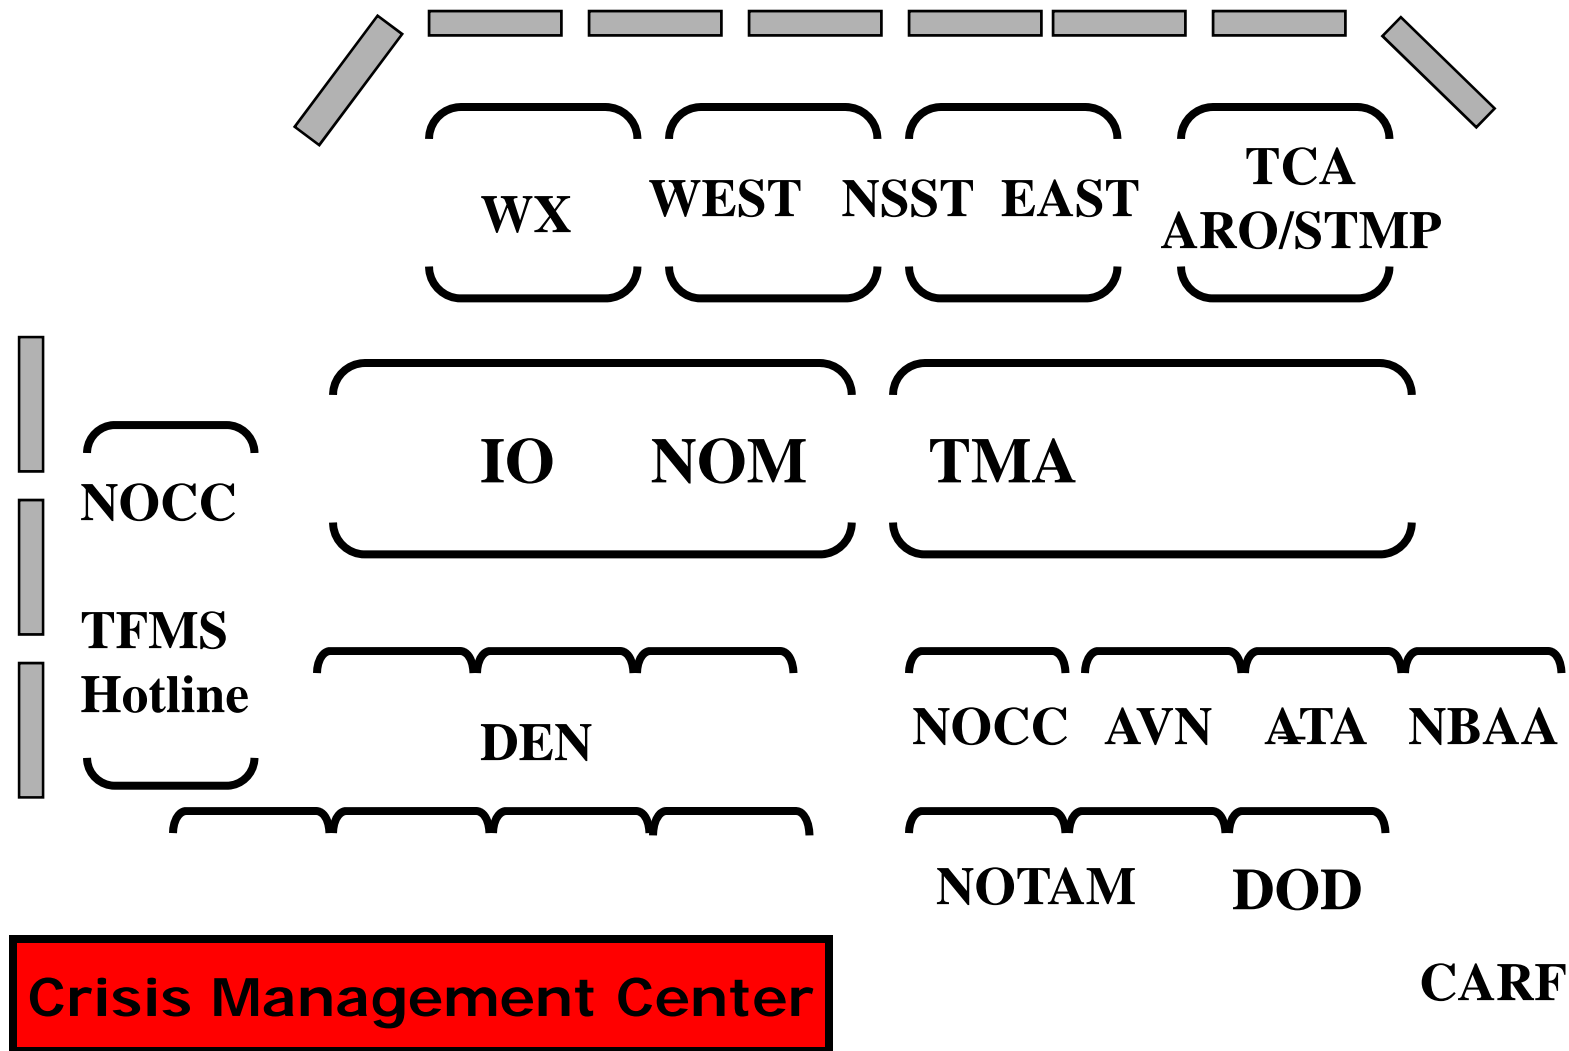 TCA
WX WEST NSST EAST ARO/STMP
IO NOM TMA
NOCC
TFMS
Hotline
DEN NOCC AVN ATA NBAA
NOTAM DOD
Crisis Management Center CARF